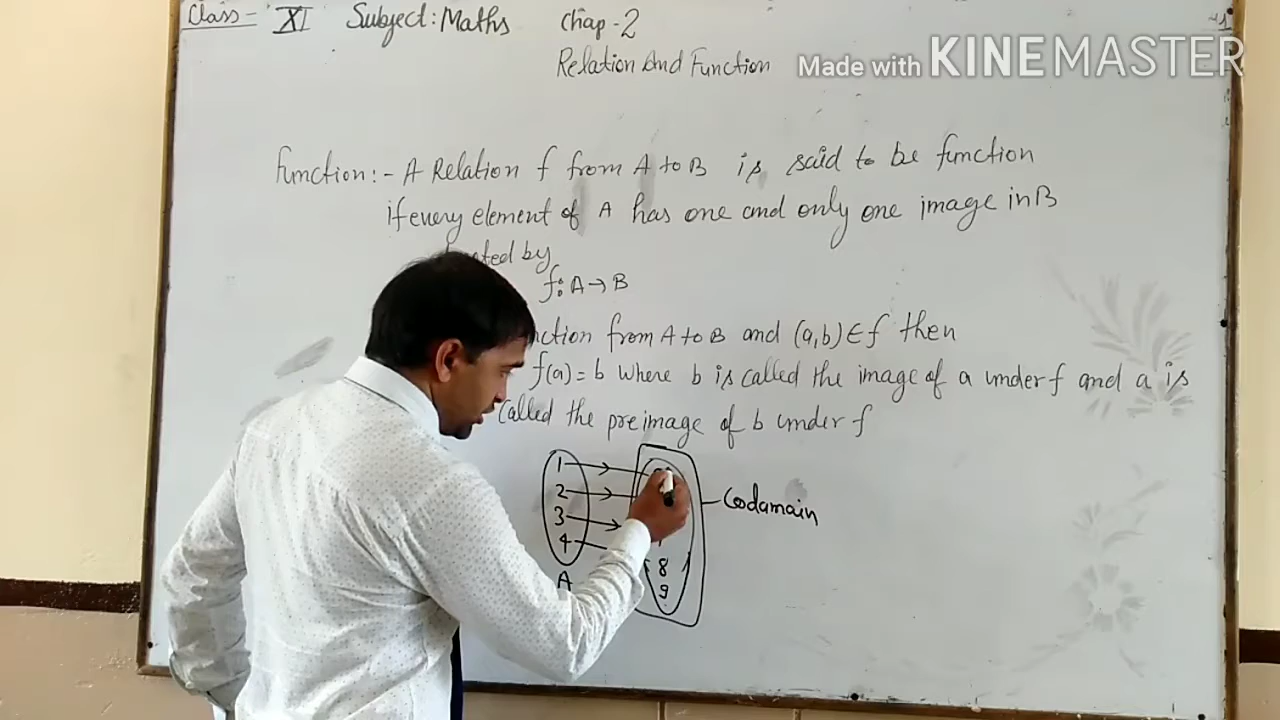 Class - XI Subject: Maths Chap - 2
Relation And Function
Made with KINEMASTER
Function:- A Relation f from A to B is said to be function
if every element of A has one and only one image in B
by
f: A → B
from A to B and (a,b) ∈ f then
f(a) = b where b is called the image of a under f and a is
called the preimage of b under f
1
2
3
4
A
8
9
Codamain